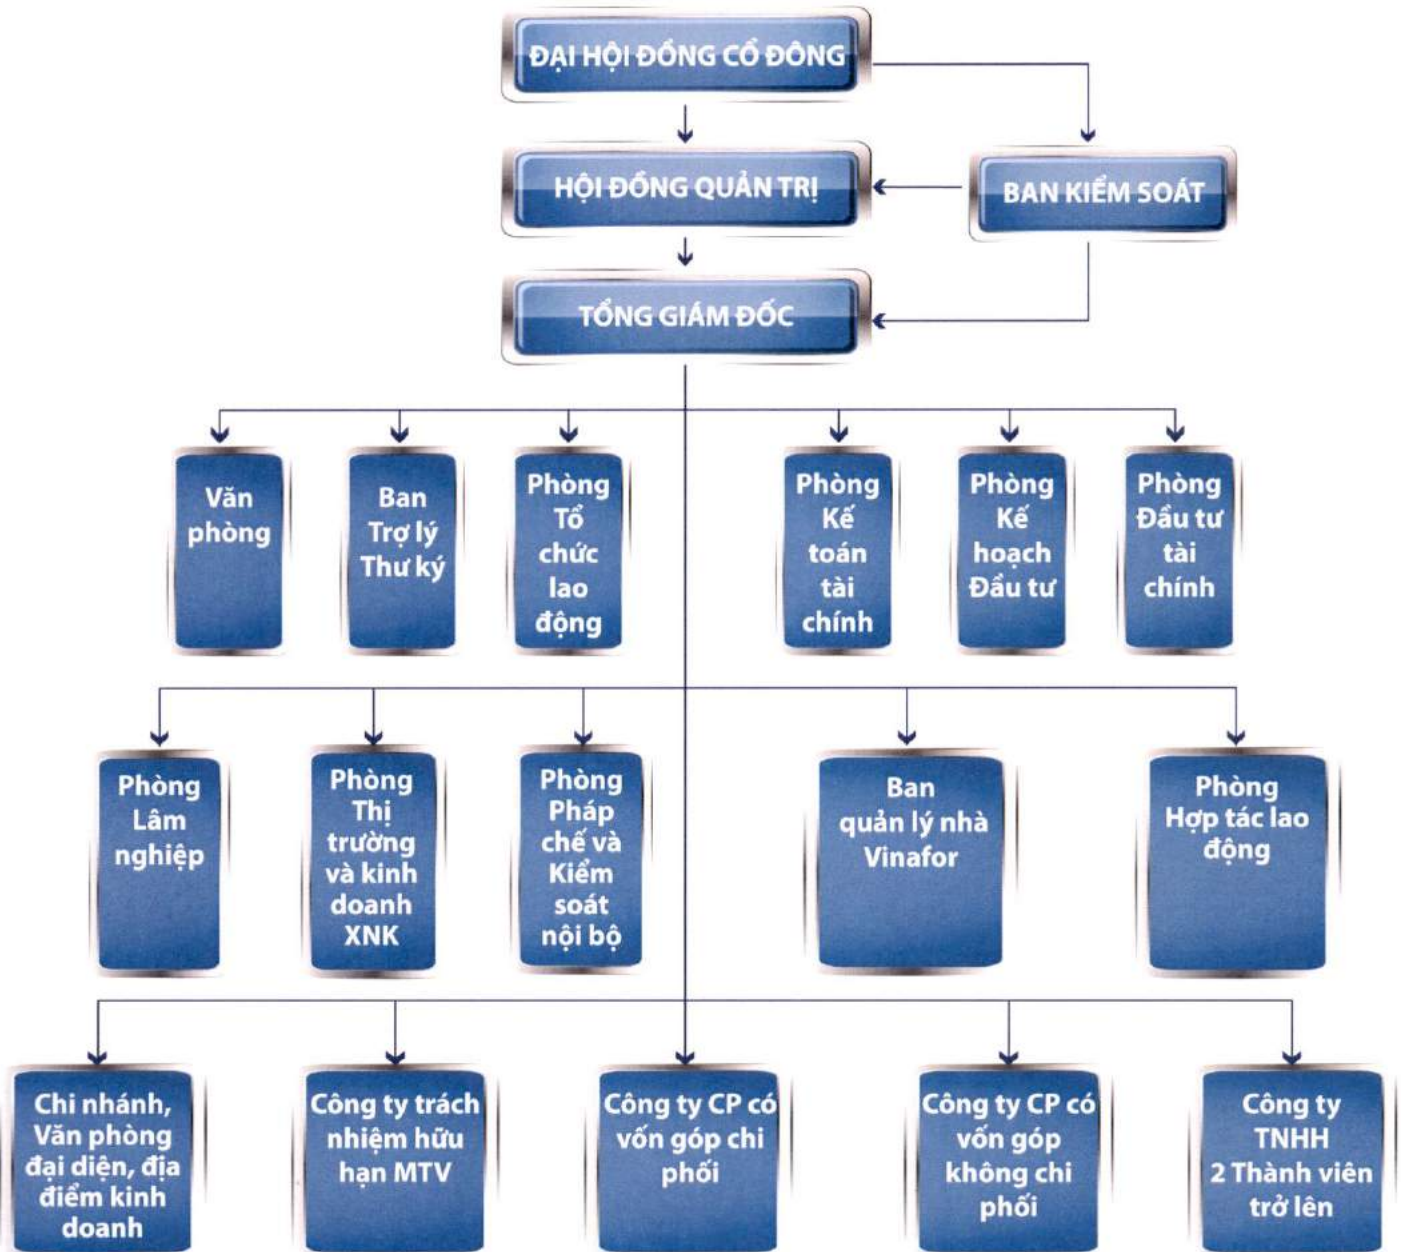 ĐẠI HỘI ĐỒNG CỔ ĐÔNG
HỘI ĐỒNG QUẢN TRỊ
BAN KIỂM SOÁT
TỔNG GIÁM ĐỐC
Văn
phòng
Ban
Trợ lý
Thư ký
Phòng
Tổ
chức
lao
động
Phòng
Kế
toán
tài
chính
Phòng
Kế
hoạch
Đầu tư
Phòng
Đầu tư
tài
chính
Phòng
Lâm
nghiệp
Phòng
Thị
trường
và kinh
doanh
XNK
Phòng
Pháp
chế và
Kiểm
soát
nội bộ
Ban
quản lý nhà
Vinafor
Phòng
Hợp tác lao
động
Chi nhánh,
Văn phòng
đại diện, địa
điểm kinh
doanh
Công ty trách
nhiệm hữu
hạn MTV
Công ty CP có
vốn góp chi
phối
Công ty CP có
vốn góp
không chi
phối
Công ty
TNHH
2 Thành viên
trở lên